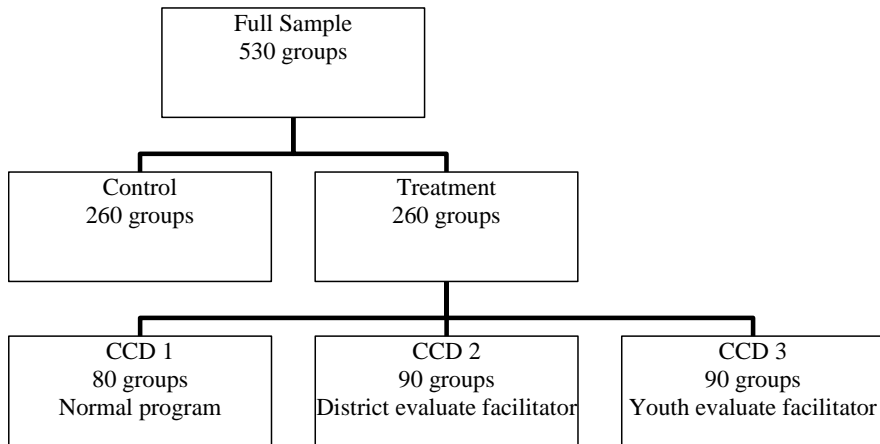 Full Sample
530 groups
Control
260 groups
Treatment
260 groups
CCD 1
80 groups
Normal program
CCD 2
90 groups
District evaluate facilitator
CCD 3
90 groups
Youth evaluate facilitator